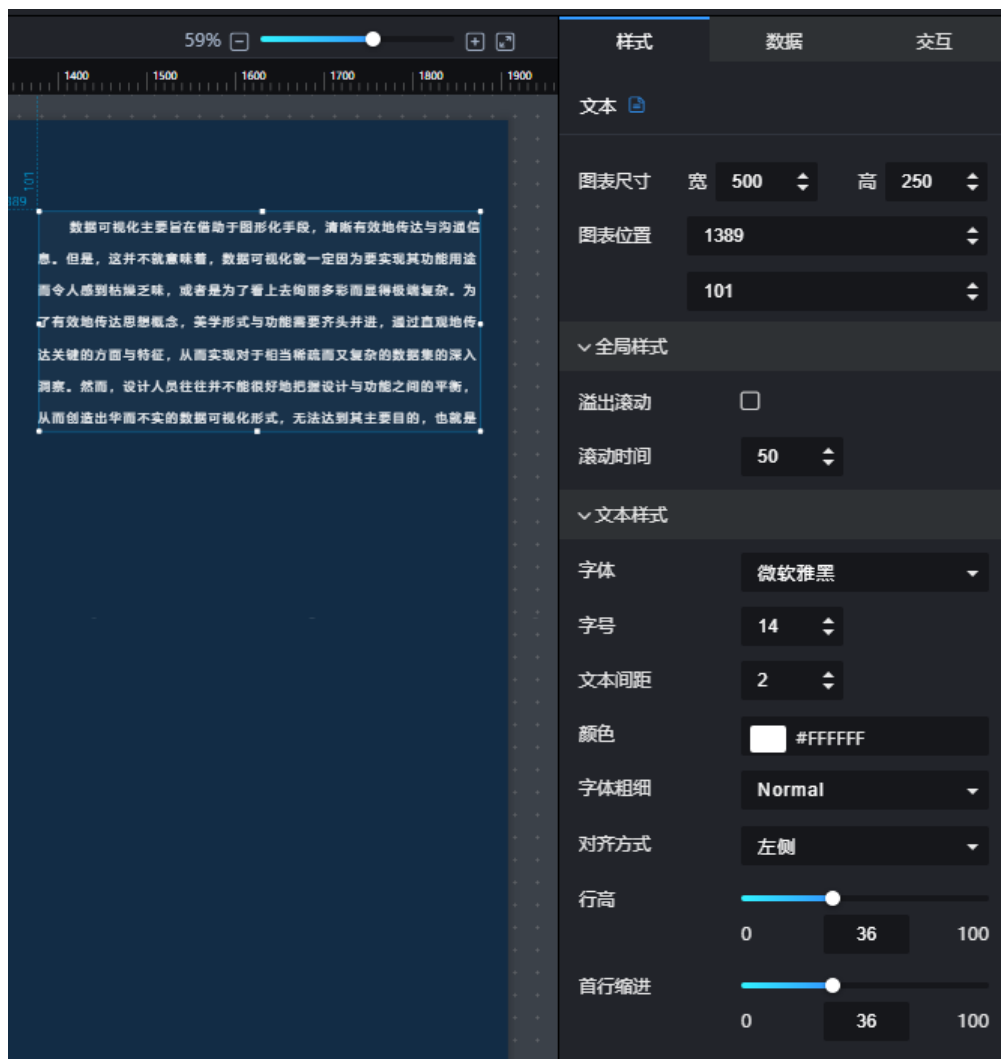 59%
样式 数据 交互
1400 1500 1600 1700 1800 1900
文本
101
389
图表尺寸 宽 500 高 250
图表位置 1389
101
数据可视化主要旨在借助于图形化手段，清晰有效地传达与沟通信
息。但是，这并不就意味着，数据可视化就一定因为要实现其功能用途
而令人感到枯燥乏味，或者是为了看上去绚丽多彩而显得极端复杂。为
了有效地传达思想概念，美学形式与功能需要齐头并进，通过直观地传
达关键的方面与特征，从而实现对于相当稀疏而又复杂的数据集的深入
洞察。然而，设计人员往往并不能很好地把握设计与功能之间的平衡，
从而创造出华而不实的数据可视化形式，无法达到其主要目的，也就是
全局样式
溢出滚动
滚动时间 50
文本样式
字体 微软雅黑
字号 14
文本间距 2
颜色 #FFFFFF
字体粗细 Normal
对齐方式 左侧
行高
0 36 100
首行缩进
0 36 100